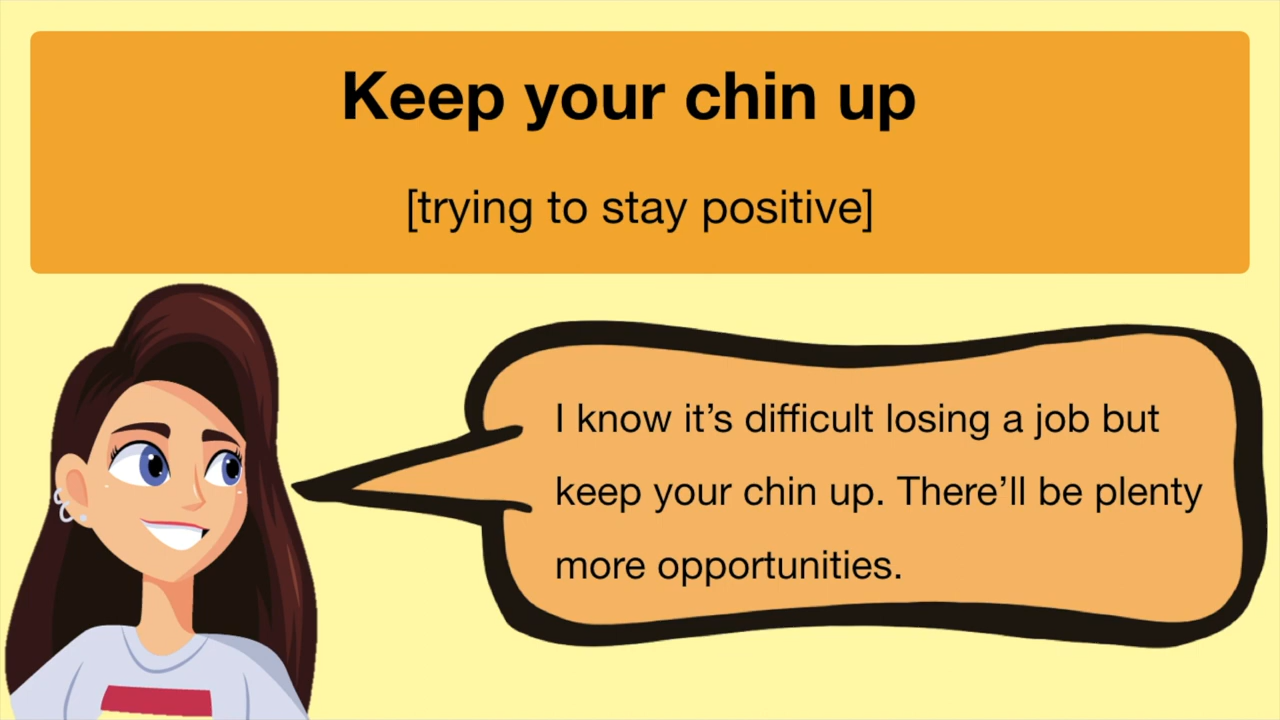 Keep your chin up
[trying to stay positive]
I know it’s difficult losing a job but
keep your chin up. There’ll be plenty
more opportunities.